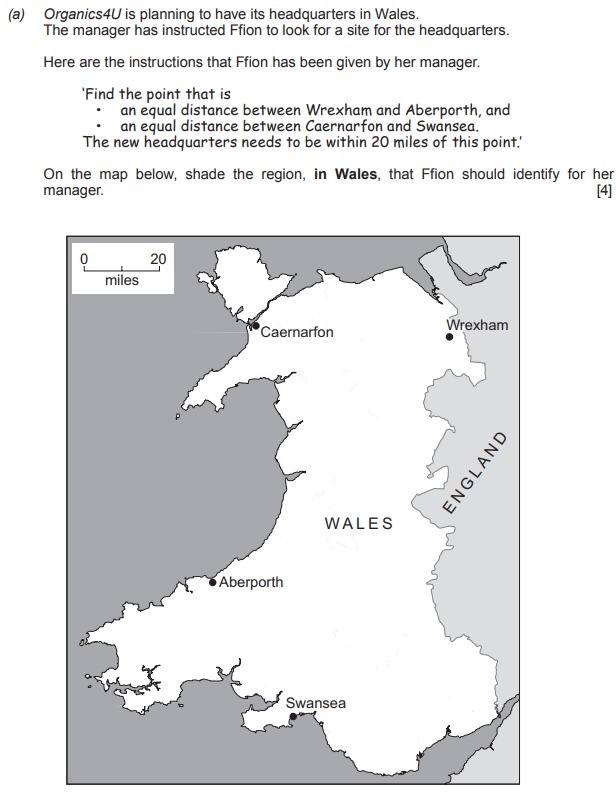 (a) Organics4U is planning to have its headquarters in Wales.
The manager has instructed Ffion to look for a site for the headquarters.
Here are the instructions that Ffion has been given by her manager.
'Find the point that is
• an equal distance between Wrexham and Aberporth, and
• an equal distance between Caernarfon and Swansea.
The new headquarters needs to be within 20 miles of this point.'
On the map below, shade the region, in Wales, that Ffion should identify for her
manager. [4]
0 20
miles
Caernarfon
Wrexham
ENGLAND
WALES
Aberporth
Swansea